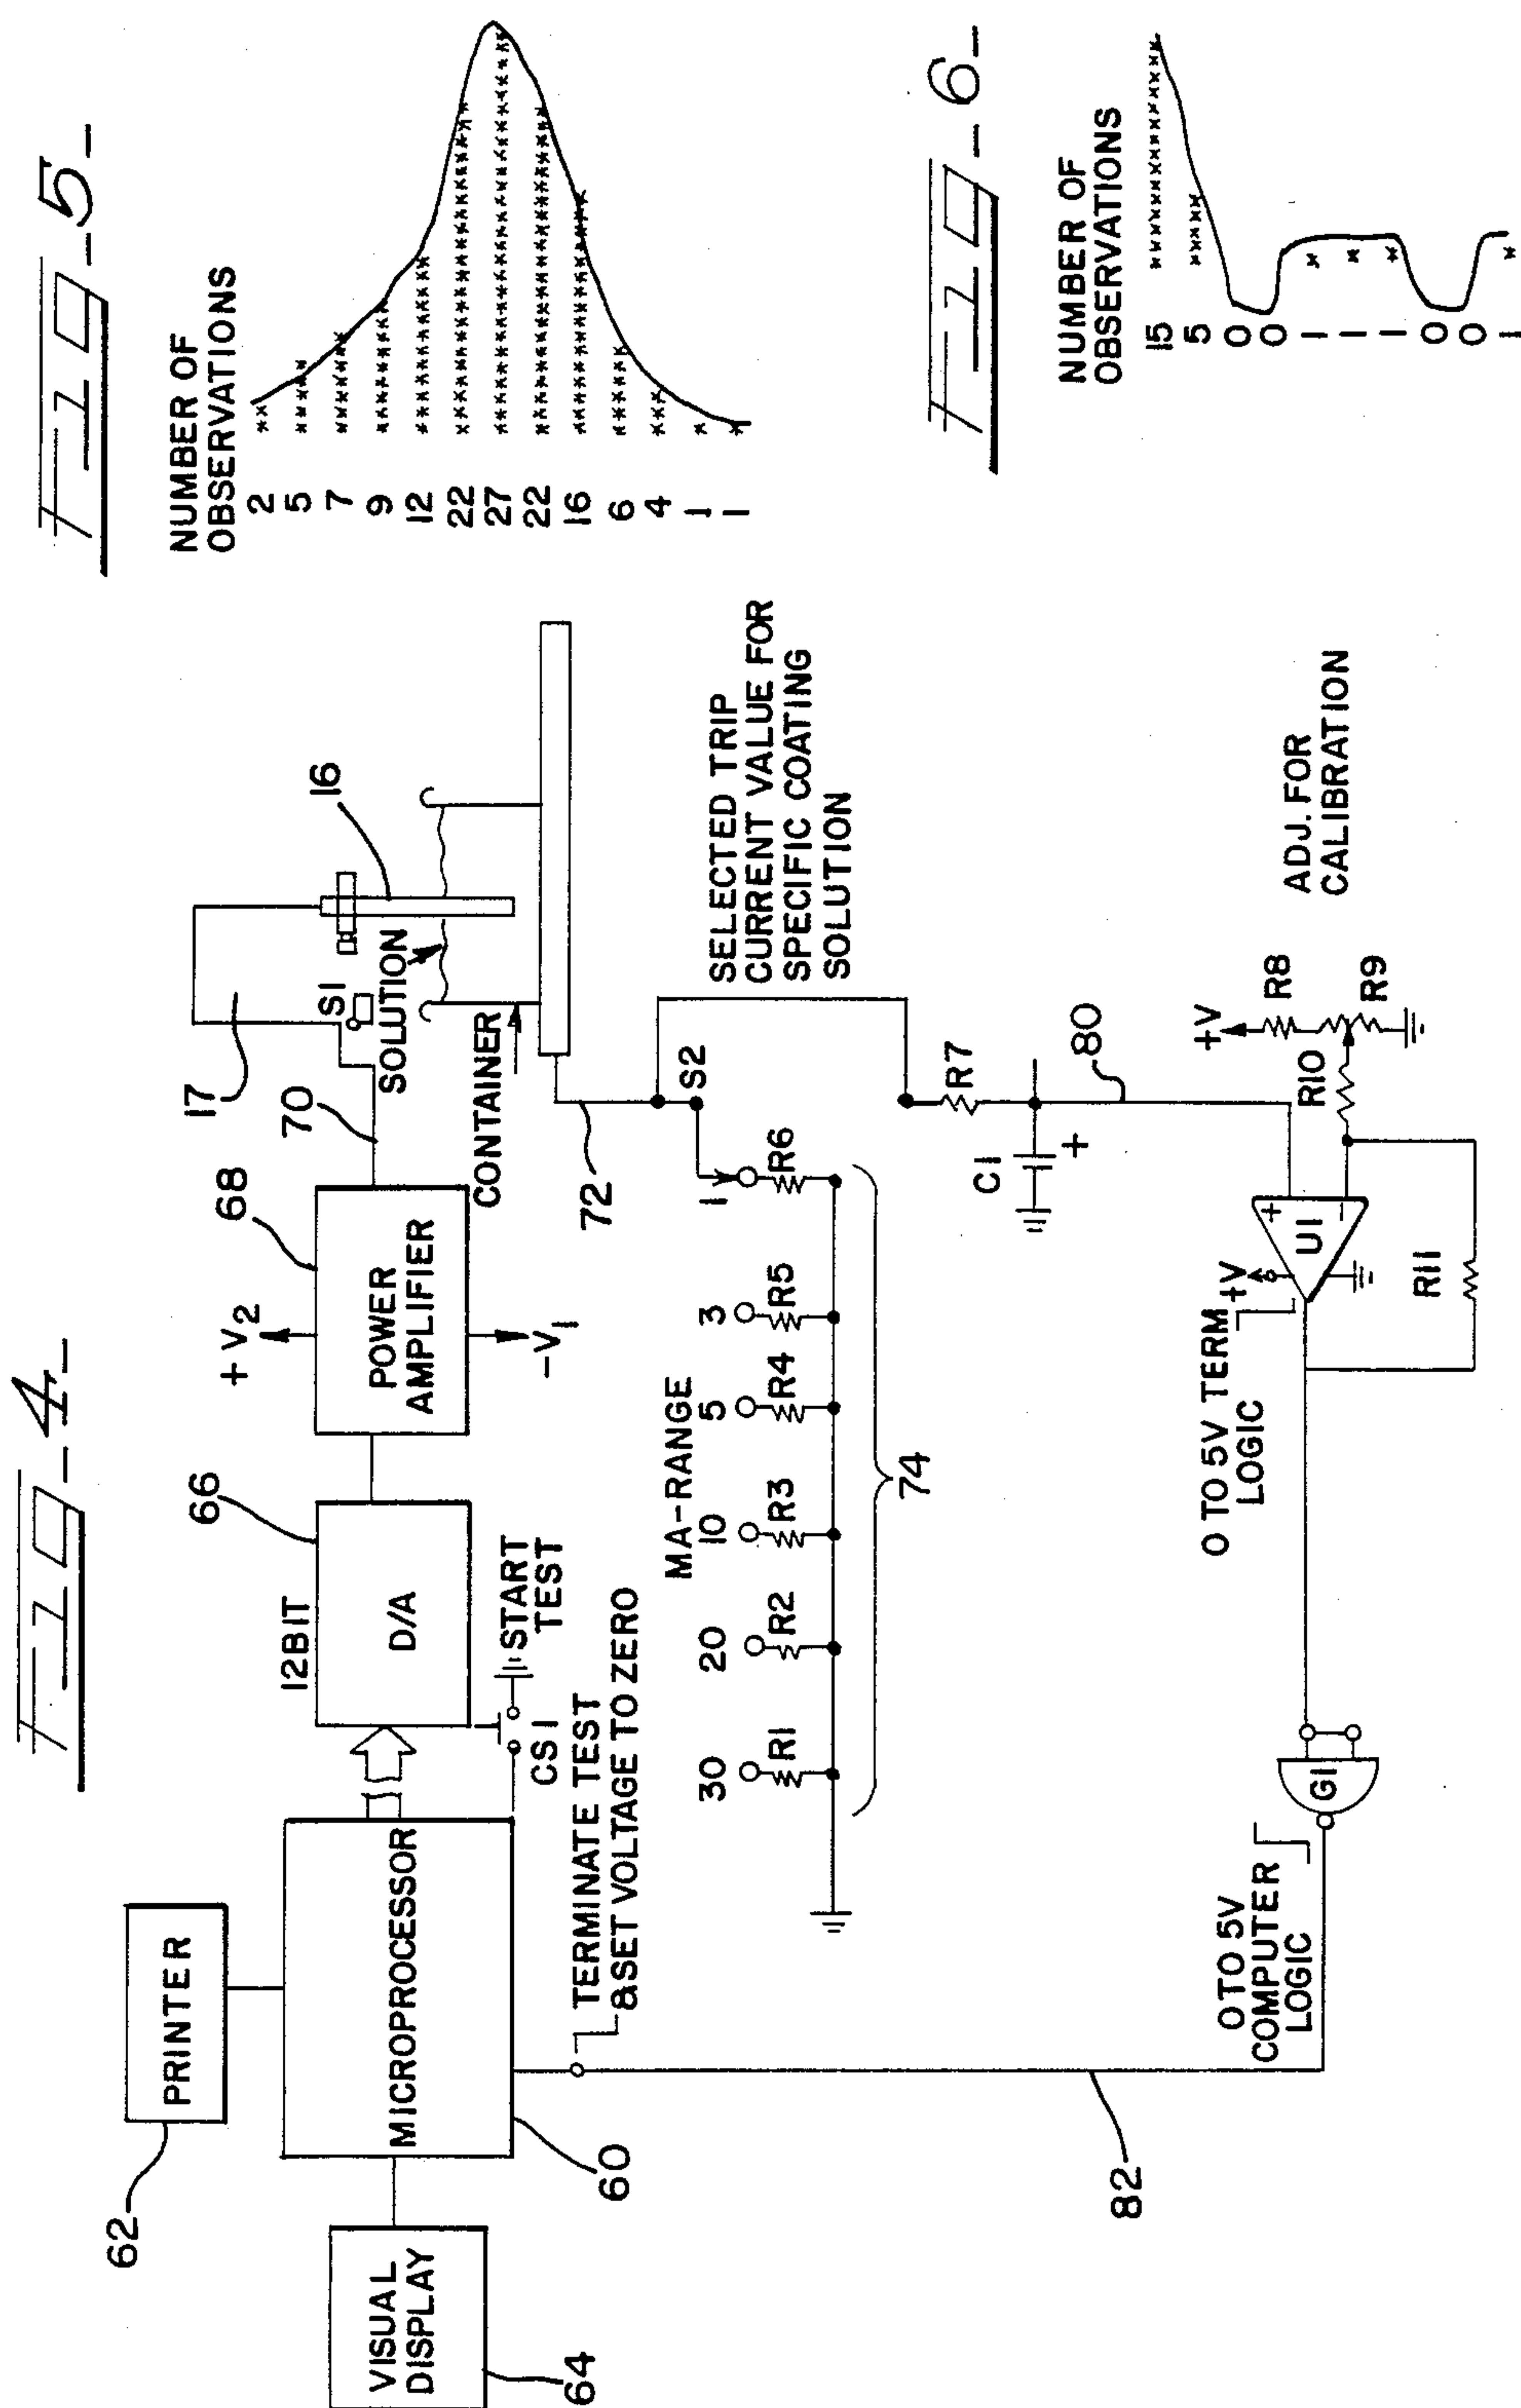 FIG-4-
PRINTER
62
MICROPROCESSOR
60
VISUAL
DISPLAY
64
12BIT
D/A
66
CS1
START
TEST
TERMINATE TEST
&SET VOLTAGE TO ZERO
POWER
AMPLIFIER
68
+V2
-V1
70
17
S1
16
SOLUTION
CONTAINER
72
S2
MA-RANGE
30
20
10
5
3
1
R1
R2
R3
R4
R5
R6
74
SELECTED TRIP
CURRENT VALUE FOR
SPECIFIC COATING
SOLUTION
R7
C1
+
80
+V
R8
R9
R10
ADJ. FOR
CALIBRATION
+
-
U1
+V
R11
0 TO 5V TERM
LOGIC
G1
0 TO 5V
COMPUTER
LOGIC
82
FIG-5-
NUMBER OF
OBSERVATIONS
2 **
5 *****
7 *******
9 *********
12 ************
22 **********************
27 ***************************
22 **********************
16 ****************
6 ******
4 ****
1 *
1 *
FIG-6-
NUMBER OF
OBSERVATIONS
15 ***************
5 *****
0
0
1 *
1 *
1 *
0
0
1 *